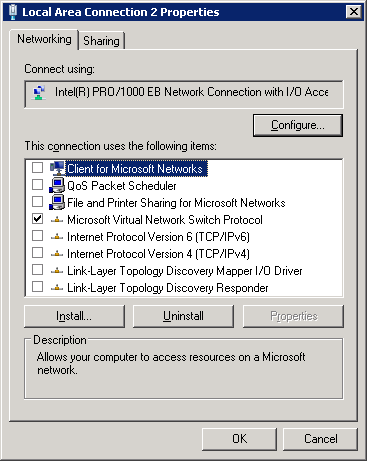 Local Area Connection 2 Properties
Networking
Sharing
Connect using:
Intel(R) PRO/1000 EB Network Connection with I/O Acce
Configure...
This connection uses the following items:
Client for Microsoft Networks
QoS Packet Scheduler
File and Printer Sharing for Microsoft Networks
Microsoft Virtual Network Switch Protocol
Internet Protocol Version 6 (TCP/IPv6)
Internet Protocol Version 4 (TCP/IPv4)
Link-Layer Topology Discovery Mapper I/O Driver
Link-Layer Topology Discovery Responder
Install...
Uninstall
Properties
Description
Allows your computer to access resources on a Microsoft
network.
OK
Cancel